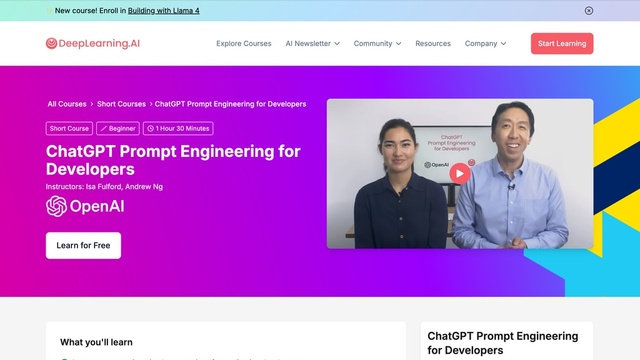 New course! Enroll in Building with Llama 4
DeepLearning.AI
Explore Courses
AI Newsletter
Community
Resources
Company
Start Learning
All Courses > Short Courses > ChatGPT Prompt Engineering for Developers
Short Course
Beginner
1 Hour 30 Minutes
ChatGPT Prompt Engineering for
Developers
Instructors: Isa Fulford, Andrew Ng
OpenAI
Learn for Free
ChatGPT
Prompt Engineering
for Developers
OpenAI
What you'll learn
ChatGPT Prompt Engineering
for Developers